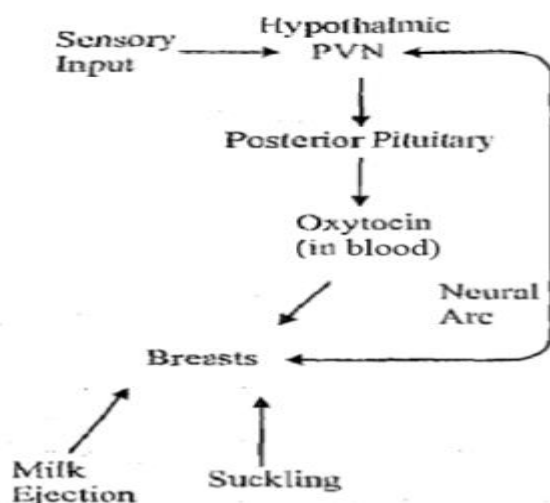 Sensory
Input
Hypothalmic
PVN
Posterior Pituitary
Oxytocin
(in blood)
Neural
Arc
Breasts
Milk
Ejection
Suckling